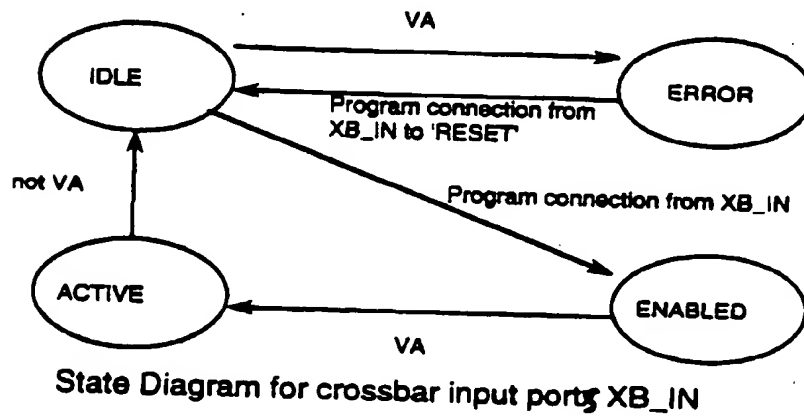 VA
IDLE
ERROR
Program connection from
XB_IN to 'RESET'
not VA
Program connection from XB_IN
ACTIVE
ENABLED
VA
State Diagram for crossbar input ports XB_IN